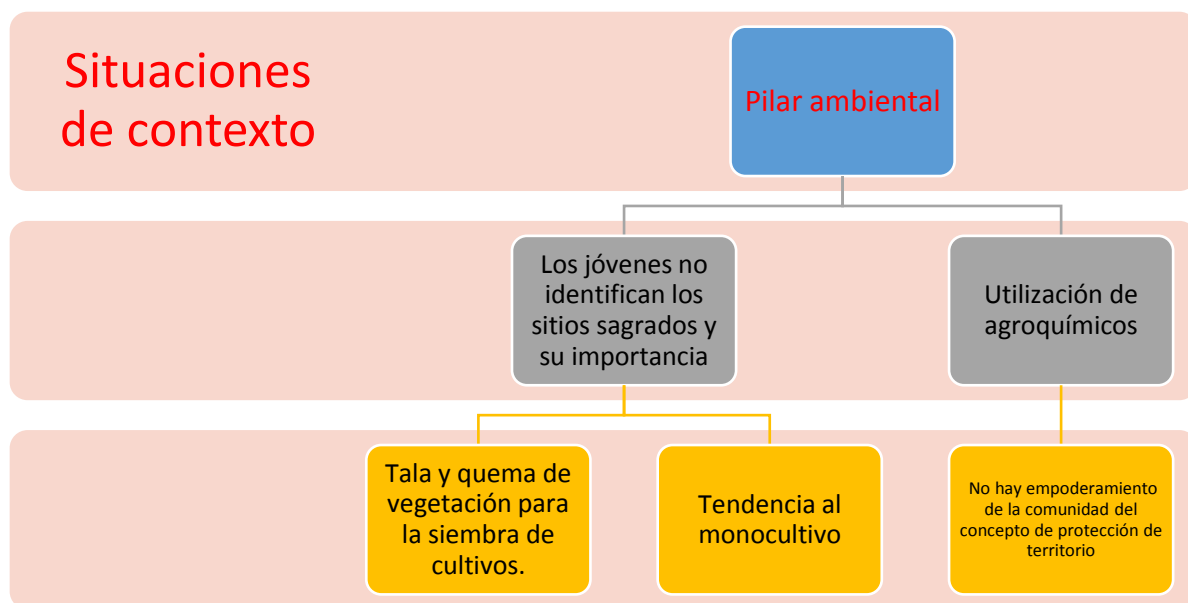 Situaciones
de contexto
Pilar ambiental
Los jóvenes no
identifican los
sitios sagrados y
su importancia
Utilización de
agroquímicos
Tala y quema de
vegetación para
la siembra de
cultivos.
Tendencia al
monocultivo
No hay empoderamiento
de la comunidad del
concepto de protección de
territorio